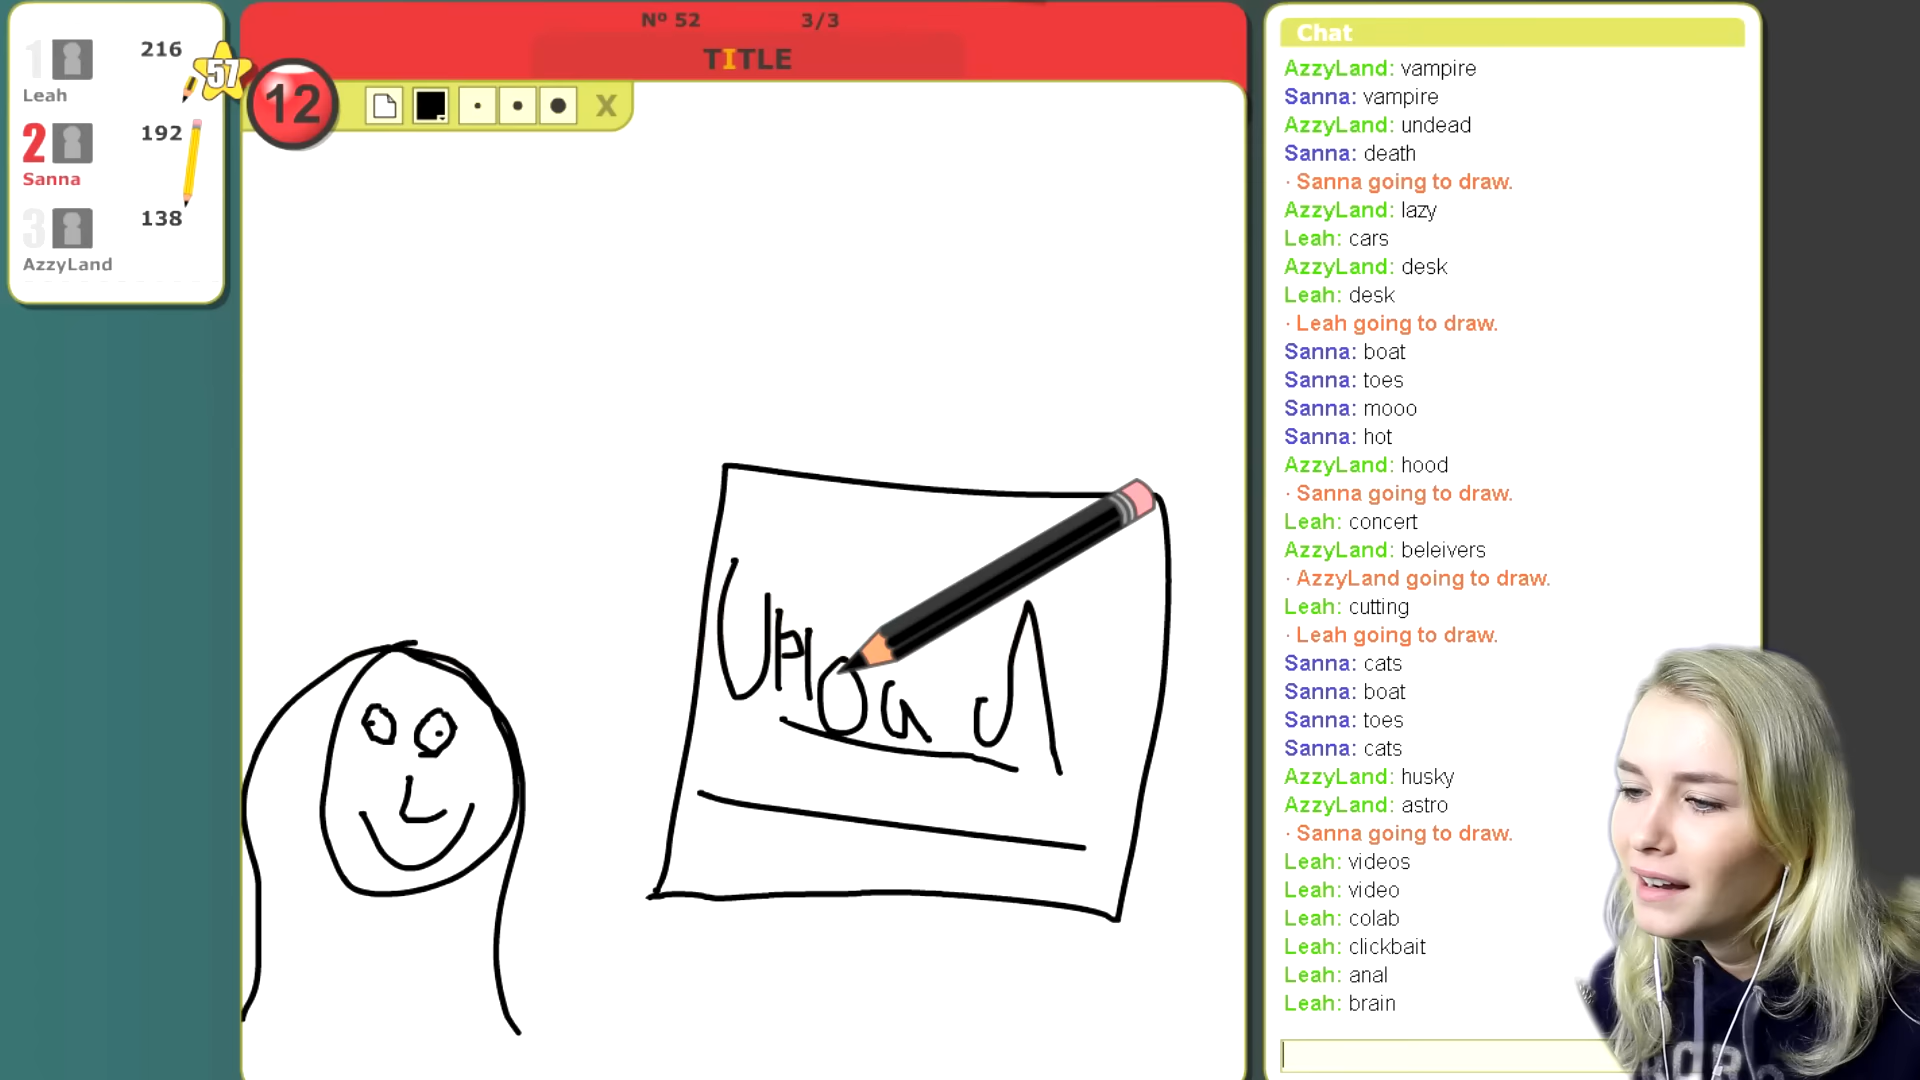 Nº 52 3/3
TITLE
1 216
Leah
57
2 192
Sanna
3 138
AzzyLand
12
X
Upload
Chat
AzzyLand: vampire
Sanna: vampire
AzzyLand: undead
Sanna: death
· Sanna going to draw.
AzzyLand: lazy
Leah: cars
AzzyLand: desk
Leah: desk
· Leah going to draw.
Sanna: boat
Sanna: toes
Sanna: mooo
Sanna: hot
AzzyLand: hood
· Sanna going to draw.
Leah: concert
AzzyLand: beleivers
· AzzyLand going to draw.
Leah: cutting
· Leah going to draw.
Sanna: cats
Sanna: boat
Sanna: toes
Sanna: cats
AzzyLand: husky
AzzyLand: astro
· Sanna going to draw.
Leah: videos
Leah: video
Leah: colab
Leah: clickbait
Leah: anal
Leah: brain